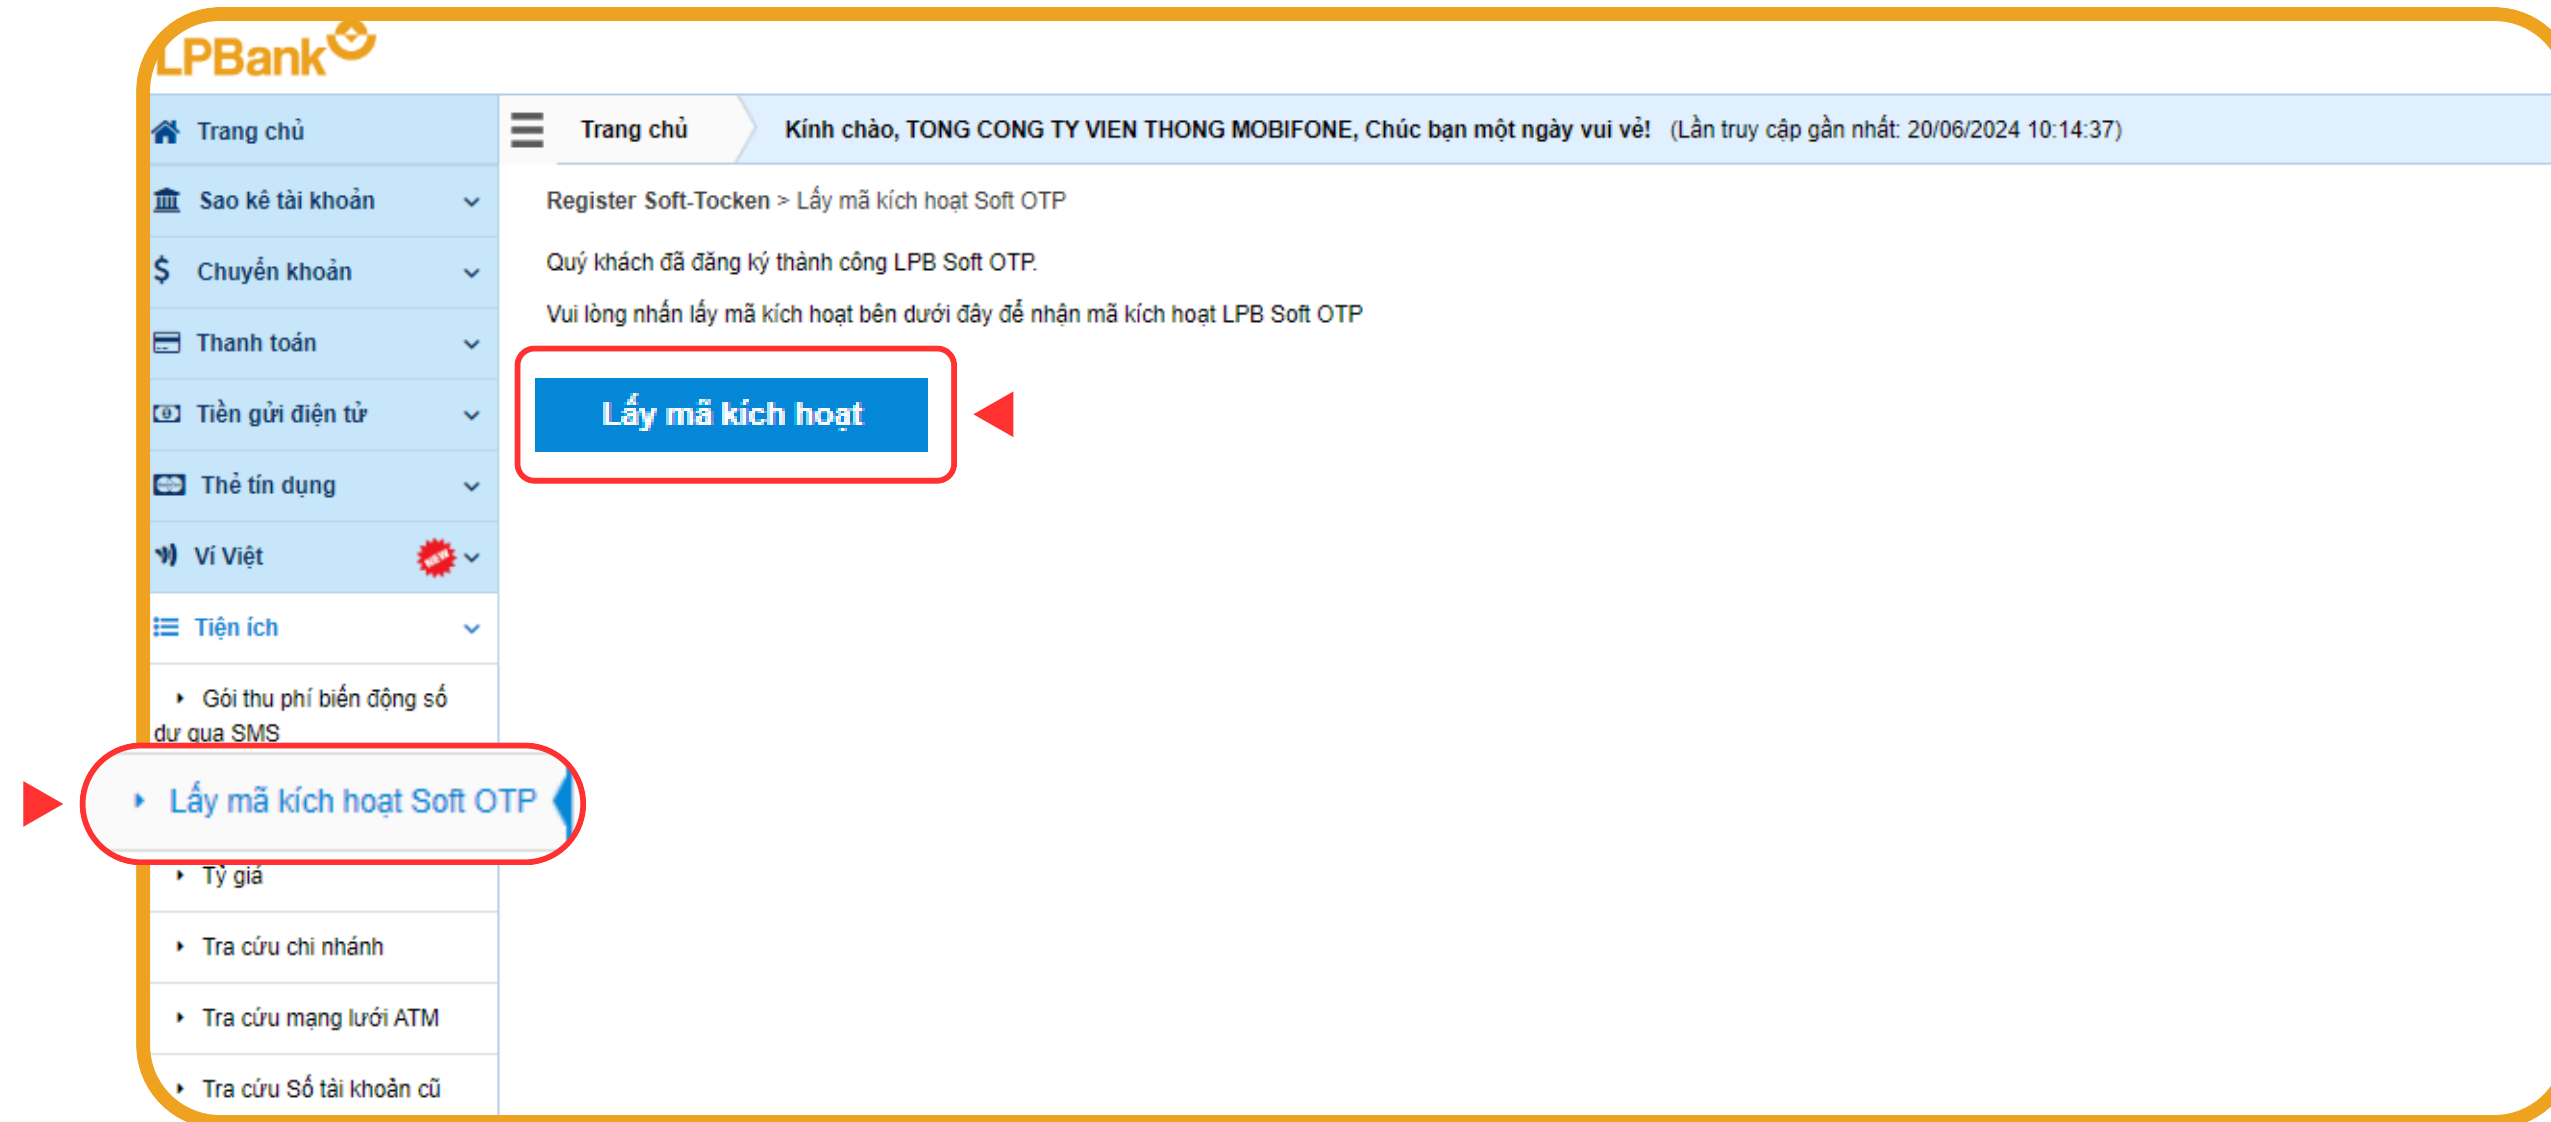 LPBank
Trang chủ
Trang chủ
Kính chào, TONG CONG TY VIEN THONG MOBIFONE, Chúc bạn một ngày vui vẻ! (Lần truy cập gần nhất: 20/06/2024 10:14:37)
Sao kê tài khoản
Chuyển khoản
Thanh toán
Tiền gửi điện tử
Thẻ tín dụng
Ví Việt
NEW
Tiện ích
Gói thu phí biến động số
dư qua SMS
Lấy mã kích hoạt Soft OTP
Tỷ giá
Tra cứu chi nhánh
Tra cứu mạng lưới ATM
Tra cứu Số tài khoản cũ
Register Soft-Tocken > Lấy mã kích hoạt Soft OTP
Quý khách đã đăng ký thành công LPB Soft OTP.
Vui lòng nhấn lấy mã kích hoạt bên dưới đây để nhận mã kích hoạt LPB Soft OTP
Lấy mã kích hoạt